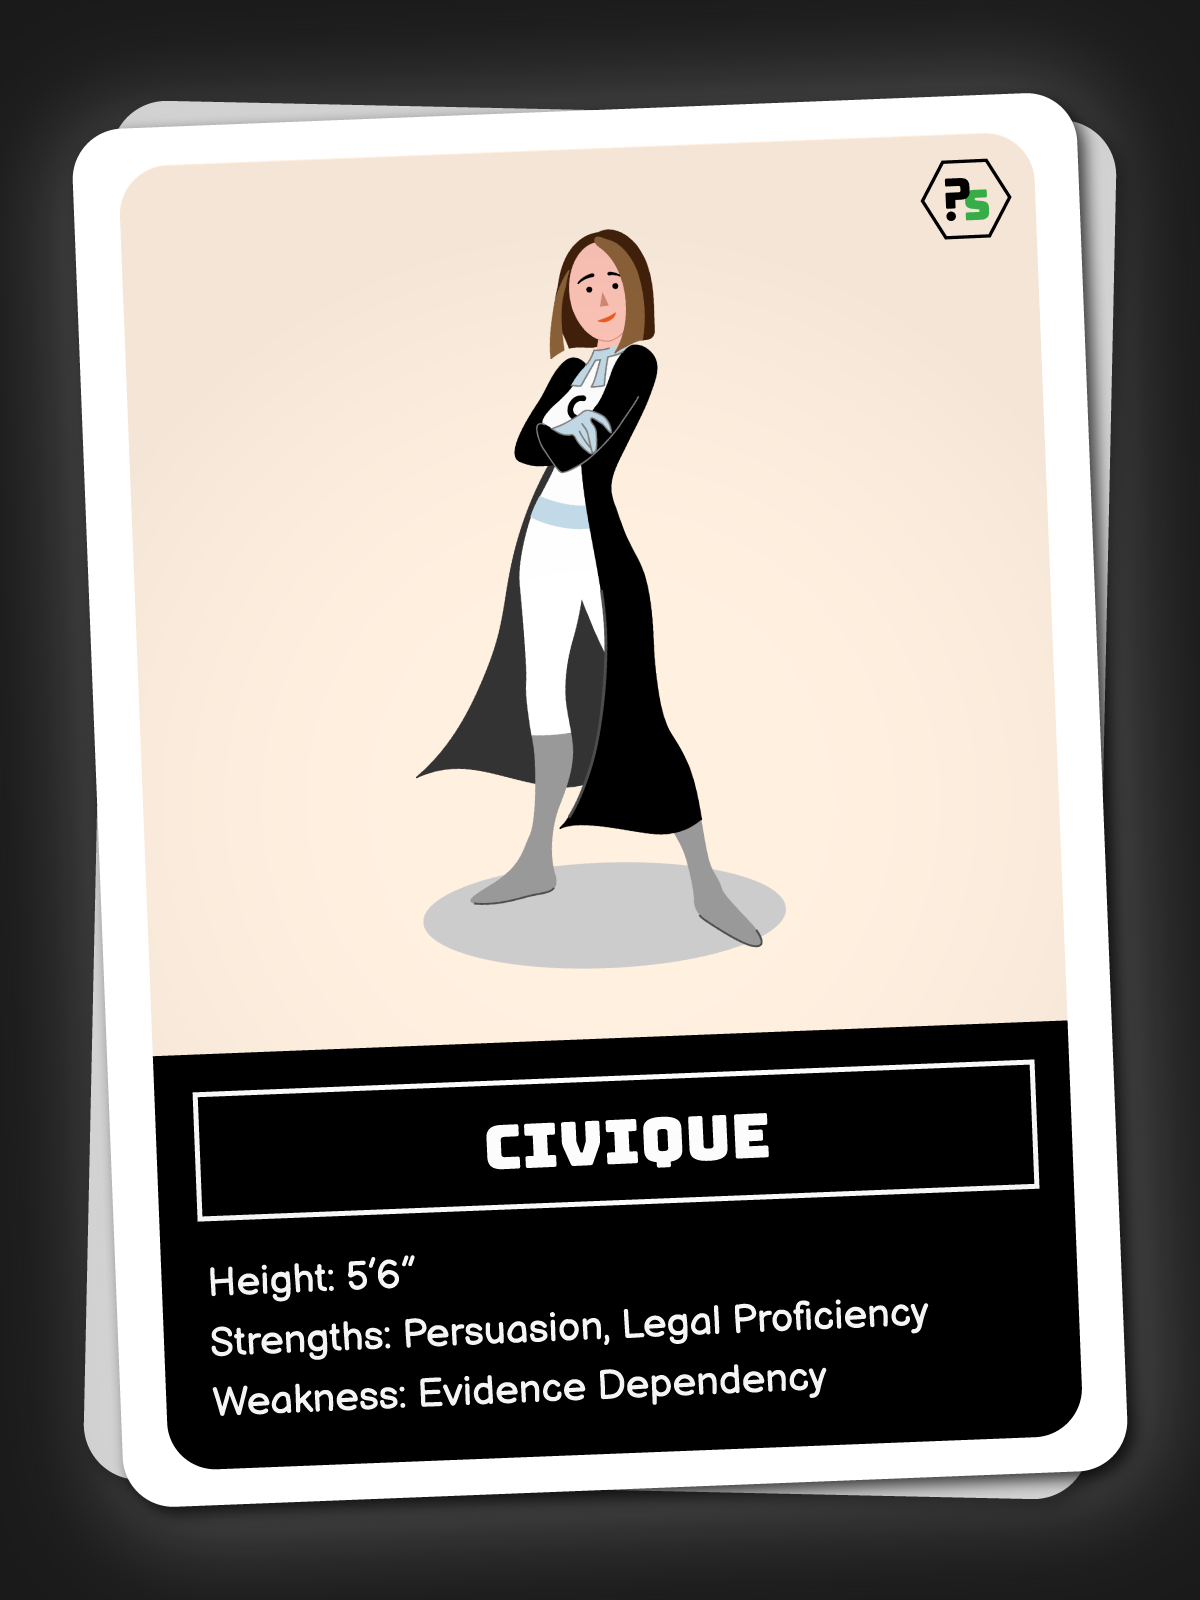 ?s
C
CIVIQUE
Height: 5'6"
Strengths: Persuasion, Legal Proficiency
Weakness: Evidence Dependency